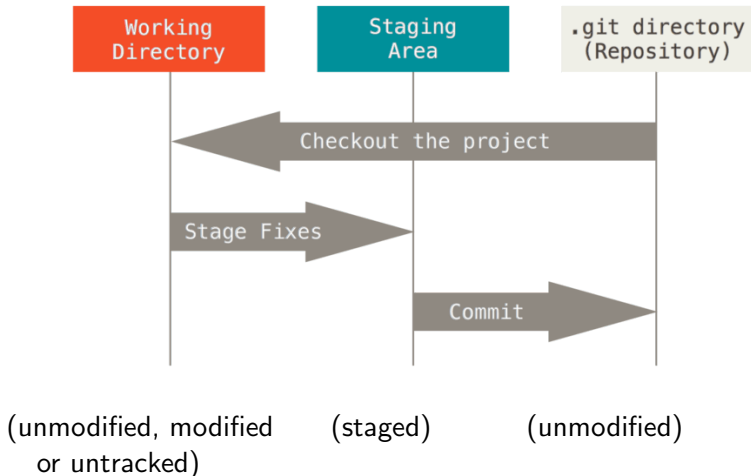 Working
Directory
Staging
Area
.git directory
(Repository)
Checkout the project
Stage Fixes
Commit
(unmodified, modified
or untracked)
(staged)
(unmodified)